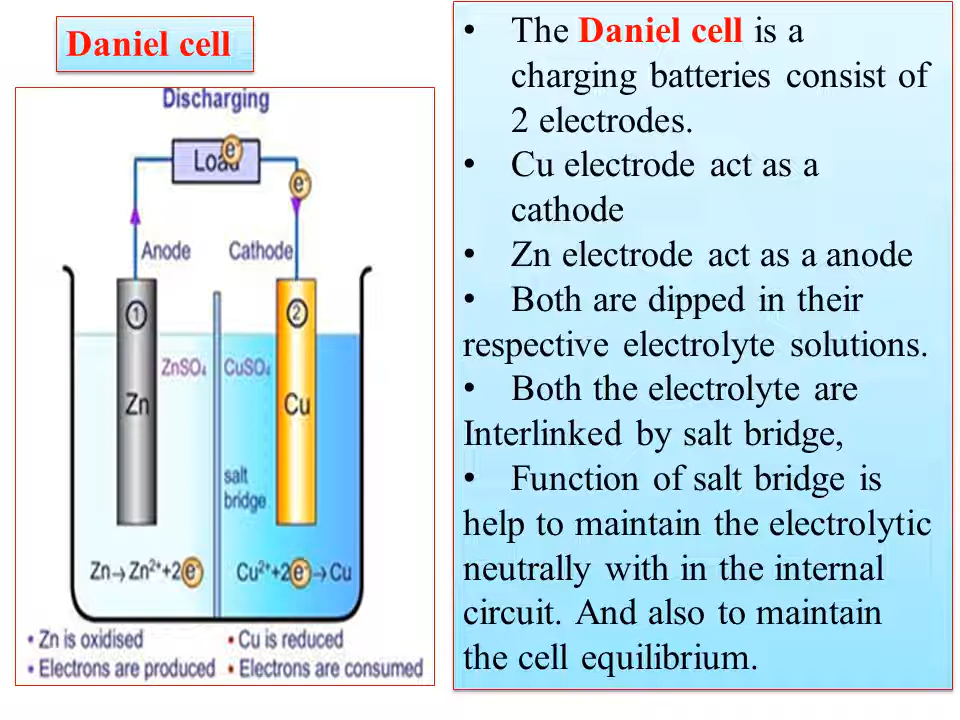 Daniel cell
Discharging
Load
e⁻
e⁻
Anode
Cathode
1
2
ZnSO₄
CuSO₄
Zn
Cu
salt
bridge
Zn→Zn²⁺+2e⁻
Cu²⁺+2e⁻→Cu
• Zn is oxidised
• Cu is reduced
• Electrons are produced
• Electrons are consumed
• The Daniel cell is a
charging batteries consist of
2 electrodes.
• Cu electrode act as a
cathode
• Zn electrode act as a anode
• Both are dipped in their
respective electrolyte solutions.
• Both the electrolyte are
Interlinked by salt bridge,
• Function of salt bridge is
help to maintain the electrolytic
neutrally with in the internal
circuit. And also to maintain
the cell equilibrium.